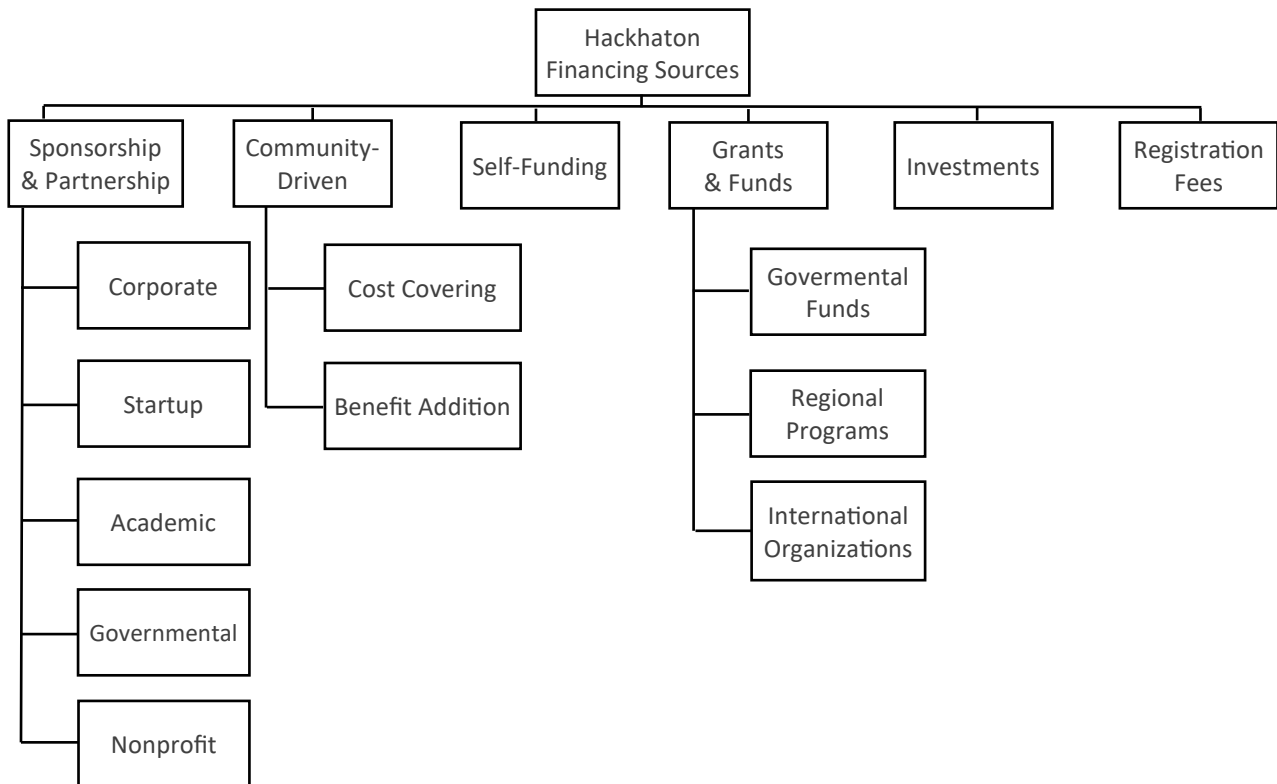 Hackhaton
Financing Sources
Sponsorship
& Partnership
Community-
Driven
Self-Funding
Grants
& Funds
Investments
Registration
Fees
Corporate
Startup
Academic
Governmental
Nonprofit
Cost Covering
Benefit Addition
Govermental
Funds
Regional
Programs
International
Organizations